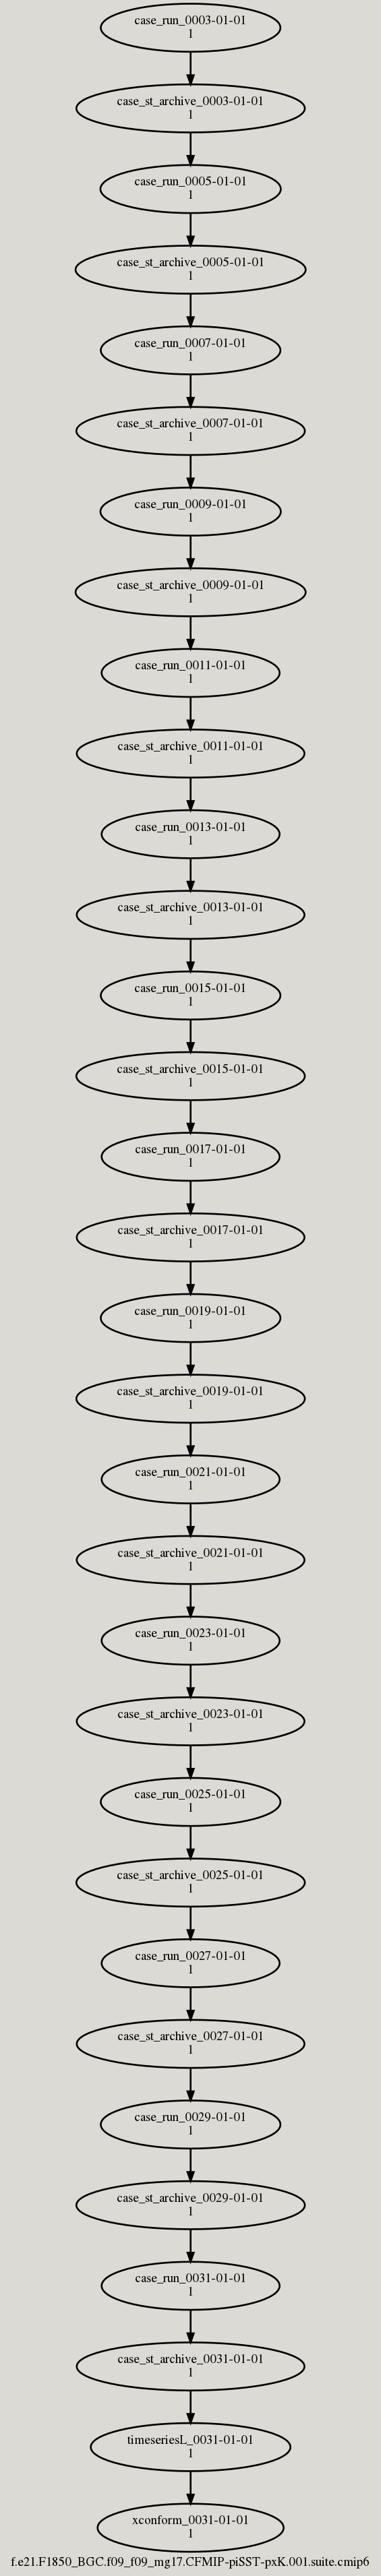 case_run_0003-01-01
1
case_st_archive_0003-01-01
1
case_run_0005-01-01
1
case_st_archive_0005-01-01
1
case_run_0007-01-01
1
case_st_archive_0007-01-01
1
case_run_0009-01-01
1
case_st_archive_0009-01-01
1
case_run_0011-01-01
1
case_st_archive_0011-01-01
1
case_run_0013-01-01
1
case_st_archive_0013-01-01
1
case_run_0015-01-01
1
case_st_archive_0015-01-01
1
case_run_0017-01-01
1
case_st_archive_0017-01-01
1
case_run_0019-01-01
1
case_st_archive_0019-01-01
1
case_run_0021-01-01
1
case_st_archive_0021-01-01
1
case_run_0023-01-01
1
case_st_archive_0023-01-01
1
case_run_0025-01-01
1
case_st_archive_0025-01-01
1
case_run_0027-01-01
1
case_st_archive_0027-01-01
1
case_run_0029-01-01
1
case_st_archive_0029-01-01
1
case_run_0031-01-01
1
case_st_archive_0031-01-01
1
timeseriesL_0031-01-01
1
xconform_0031-01-01
1
f.e21.F1850_BGC.f09_f09_mg17.CFMIP-piSST-pxK.001.suite.cmip6